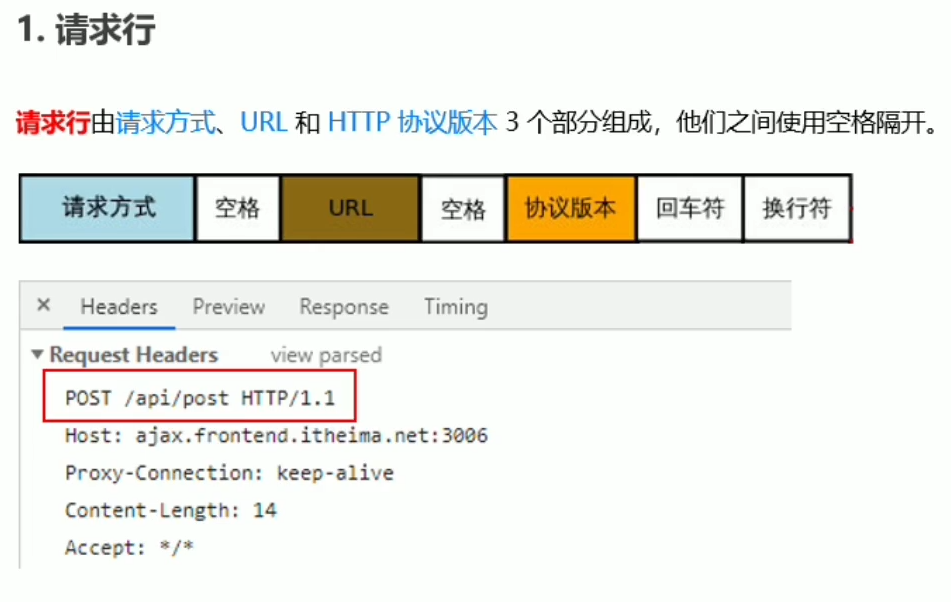 1. 请求行
请求行由请求方式、URL 和 HTTP 协议版本 3 个部分组成，他们之间使用空格隔开。
请求方式 空格 URL 空格 协议版本 回车符 换行符
× Headers Preview Response Timing
▼ Request Headers view parsed
POST /api/post HTTP/1.1
Host: ajax.frontend.itheima.net:3006
Proxy-Connection: keep-alive
Content-Length: 14
Accept: */*